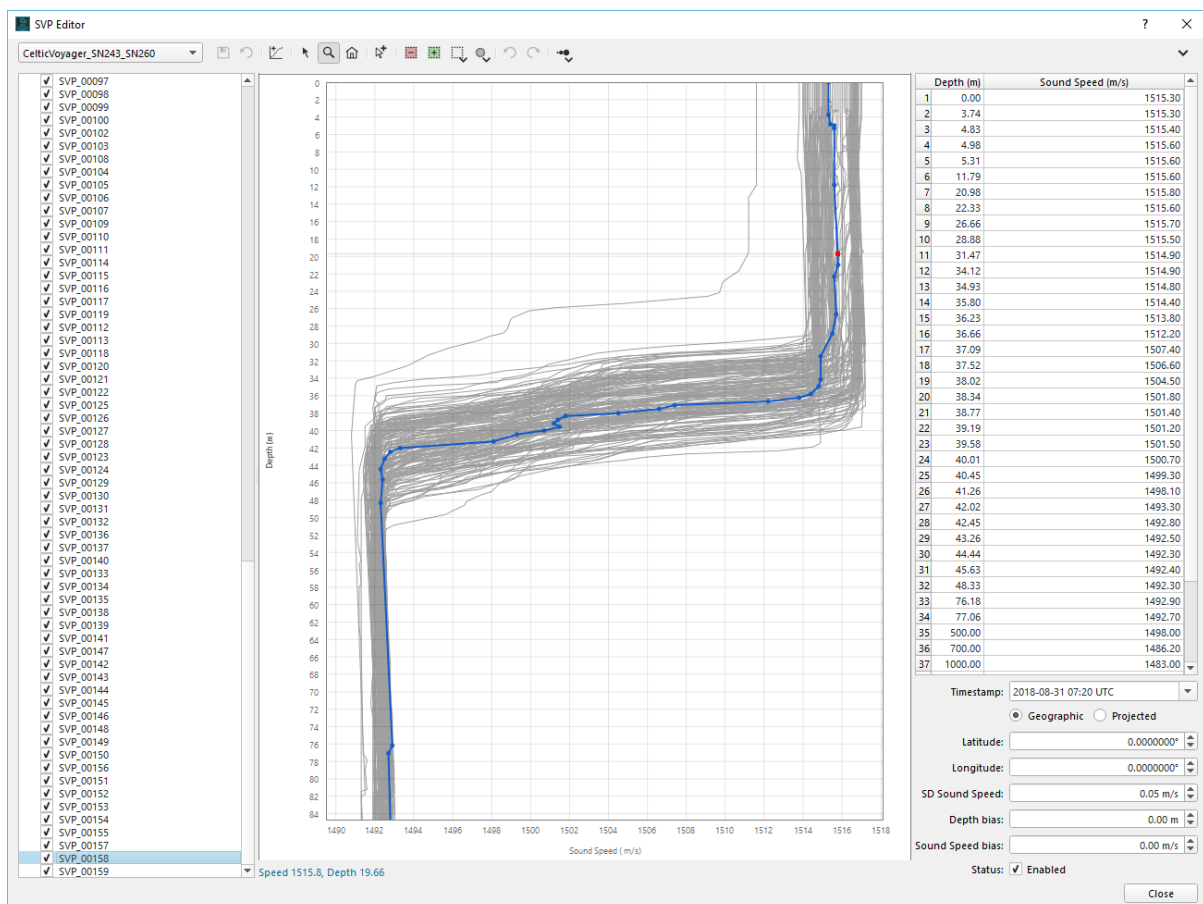 SVP Editor
? ×
CelticVoyager_SN243_SN260
SVP_00097
SVP_00098
SVP_00099
SVP_00100
SVP_00102
SVP_00103
SVP_00108
SVP_00104
SVP_00105
SVP_00106
SVP_00107
SVP_00109
SVP_00110
SVP_00111
SVP_00114
SVP_00115
SVP_00116
SVP_00117
SVP_00119
SVP_00112
SVP_00113
SVP_00118
SVP_00120
SVP_00121
SVP_00122
SVP_00125
SVP_00126
SVP_00127
SVP_00128
SVP_00123
SVP_00124
SVP_00129
SVP_00130
SVP_00131
SVP_00132
SVP_00136
SVP_00137
SVP_00140
SVP_00133
SVP_00134
SVP_00135
SVP_00138
SVP_00139
SVP_00141
SVP_00147
SVP_00142
SVP_00143
SVP_00144
SVP_00145
SVP_00146
SVP_00148
SVP_00149
SVP_00150
SVP_00156
SVP_00151
SVP_00152
SVP_00153
SVP_00154
SVP_00155
SVP_00157
SVP_00158
SVP_00159
Depth (m)
0
2
4
6
8
10
12
14
16
18
20
22
24
26
28
30
32
34
36
38
40
42
44
46
48
50
52
54
56
58
60
62
64
66
68
70
72
74
76
78
80
82
84
1490 1492 1494 1496 1498 1500 1502 1504 1506 1508 1510 1512 1514 1516 1518
Sound Speed ( m/s)
Speed 1515.8, Depth 19.66
Depth (m) Sound Speed (m/s)
1 0.00 1515.30
2 3.74 1515.30
3 4.83 1515.40
4 4.98 1515.60
5 5.31 1515.60
6 11.79 1515.60
7 20.98 1515.80
8 22.33 1515.60
9 26.66 1515.70
10 28.88 1515.50
11 31.47 1514.90
12 34.12 1514.90
13 34.93 1514.80
14 35.80 1514.40
15 36.23 1513.80
16 36.66 1512.20
17 37.09 1507.40
18 37.52 1506.60
19 38.02 1504.50
20 38.34 1501.80
21 38.77 1501.40
22 39.19 1501.20
23 39.58 1501.50
24 40.01 1500.70
25 40.45 1499.30
26 41.26 1498.10
27 42.02 1493.30
28 42.45 1492.80
29 43.26 1492.50
30 44.44 1492.30
31 45.63 1492.40
32 48.33 1492.30
33 76.18 1492.90
34 77.06 1492.70
35 500.00 1498.00
36 700.00 1486.20
37 1000.00 1483.00
Timestamp: 2018-08-31 07:20 UTC
Geographic Projected
Latitude: 0.0000000°
Longitude: 0.0000000°
SD Sound Speed: 0.05 m/s
Depth bias: 0.00 m
Sound Speed bias: 0.00 m/s
Status: Enabled
Close